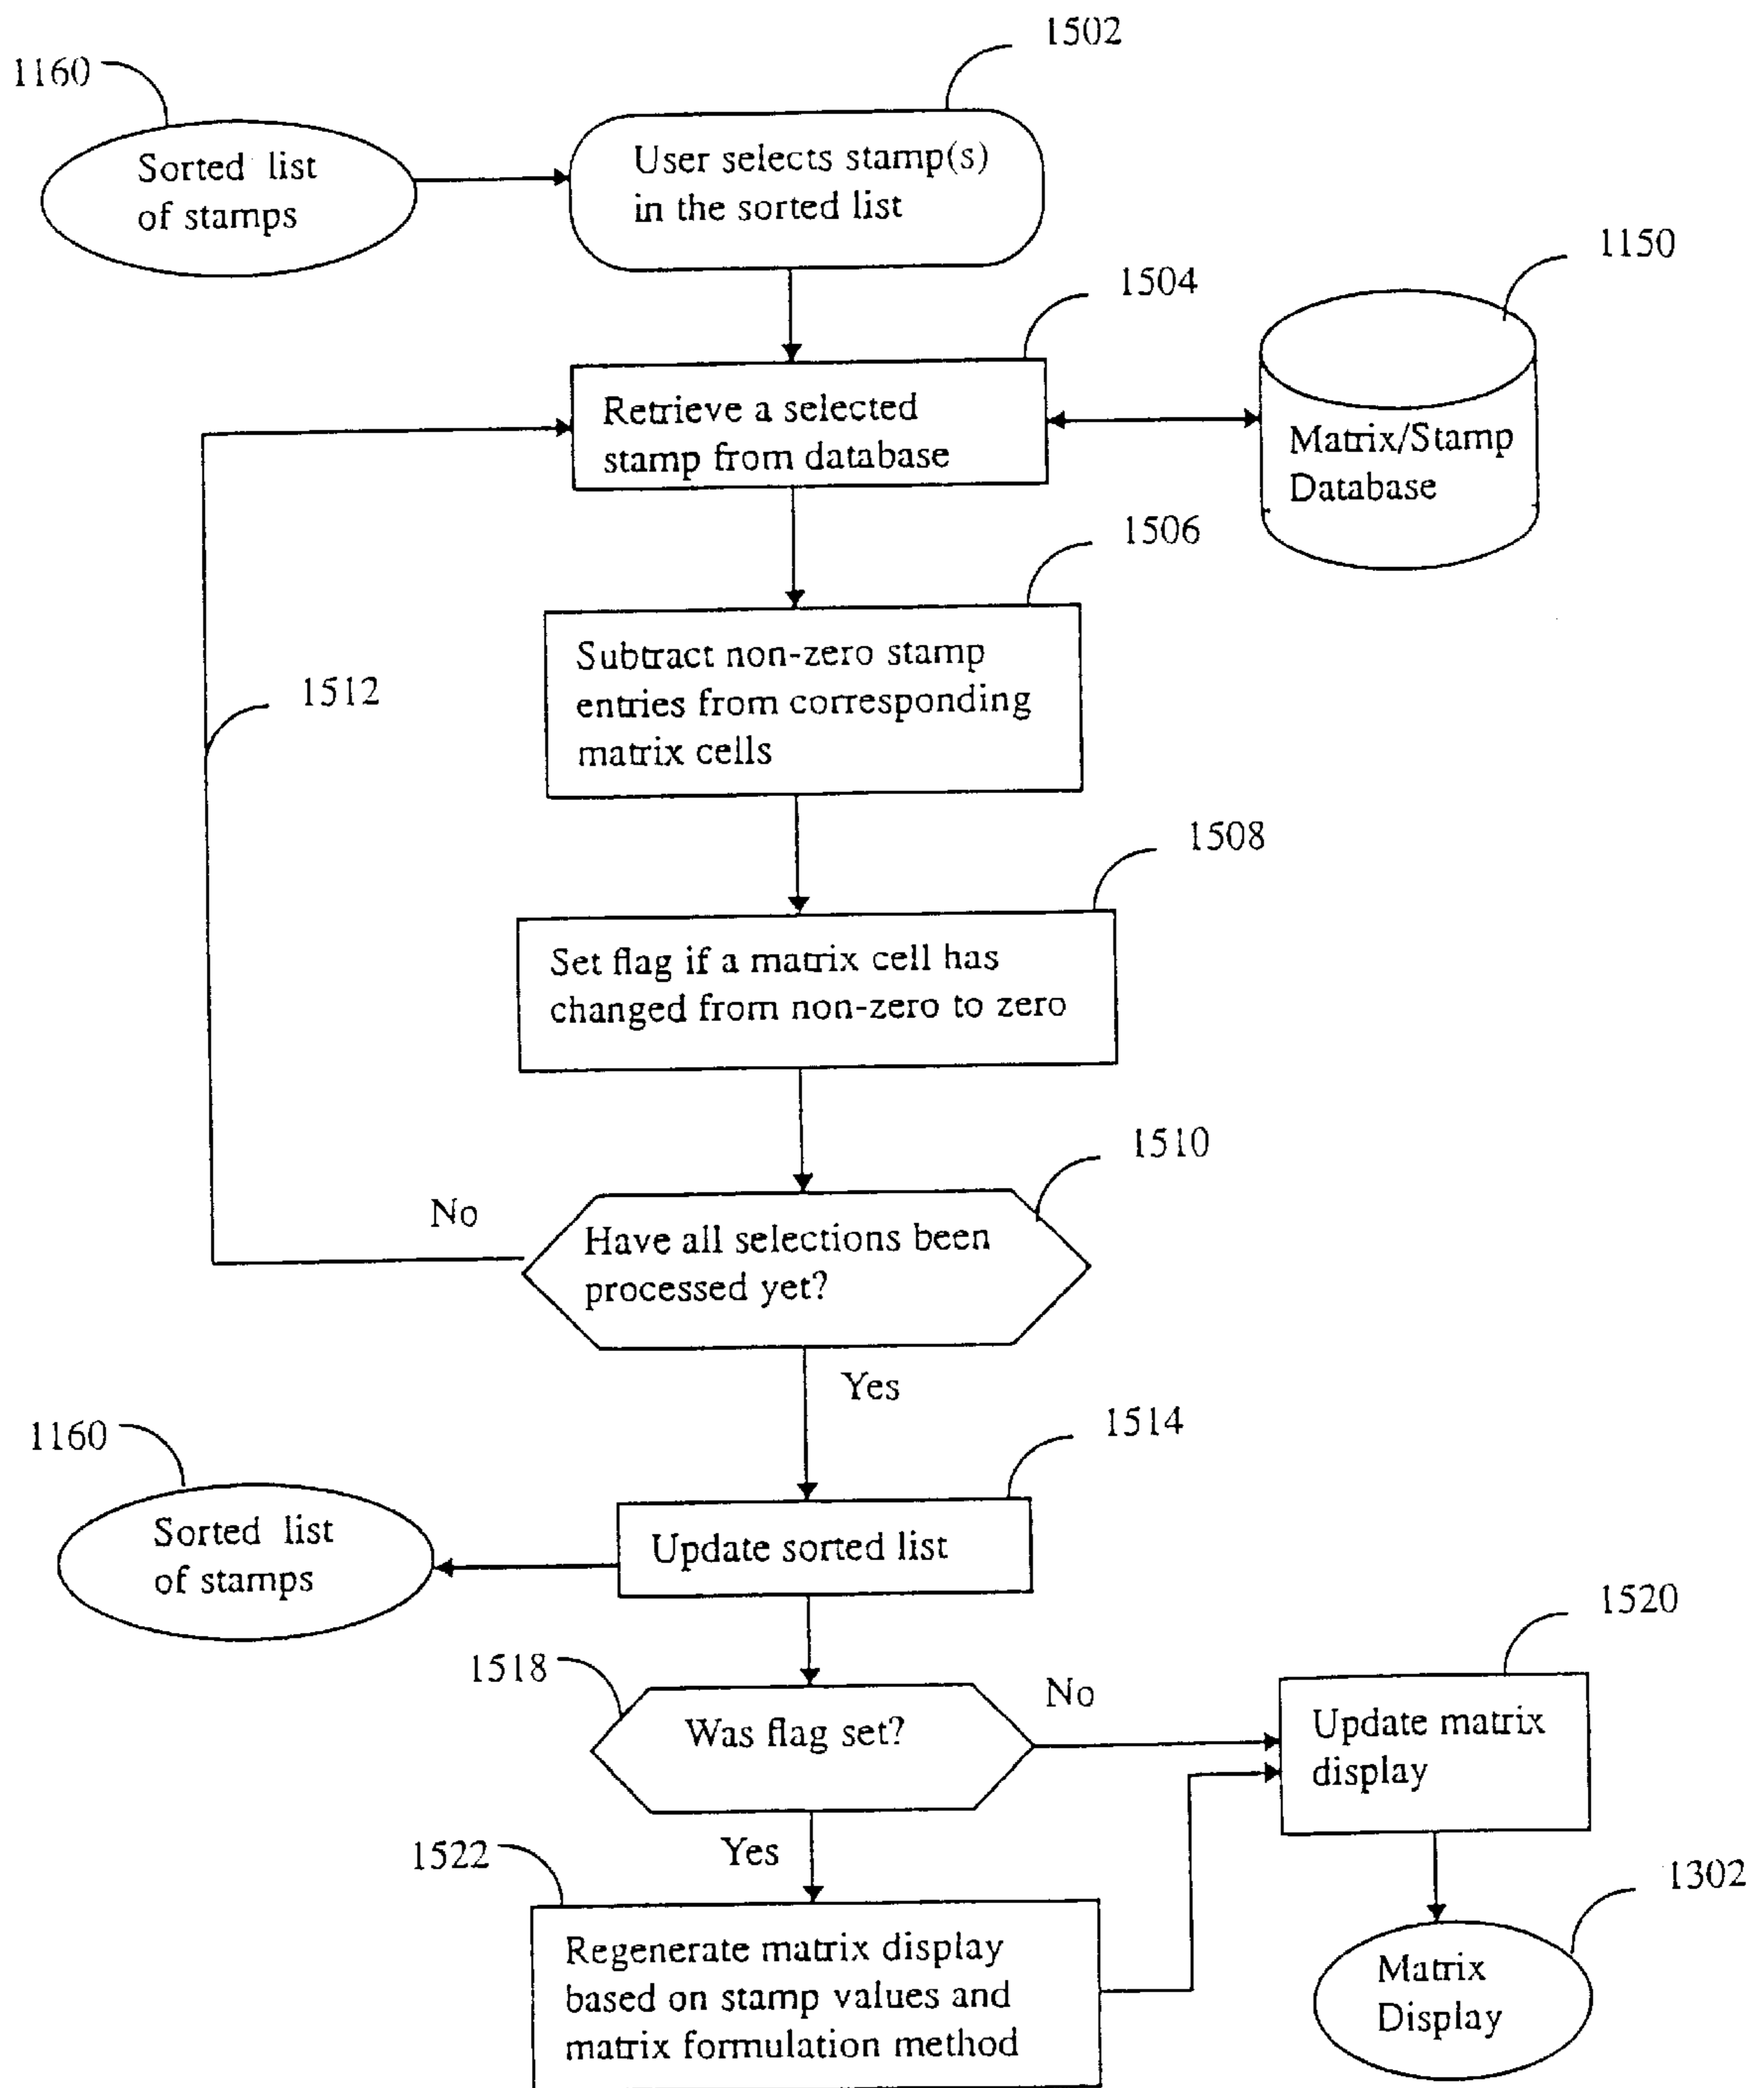 1502
1160
Sorted list
of stamps
User selects stamp(s)
in the sorted list
1150
1504
Retrieve a selected
stamp from database
Matrix/Stamp
Database
1506
Subtract non-zero stamp
entries from corresponding
matrix cells
1512
1508
Set flag if a matrix cell has
changed from non-zero to zero
1510
No
Have all selections been
processed yet?
Yes
1514
1160
Sorted list
of stamps
Update sorted list
1520
1518
No
Was flag set?
Update matrix
display
Yes
1522
1302
Regenerate matrix display
based on stamp values and
matrix formulation method
Matrix
Display